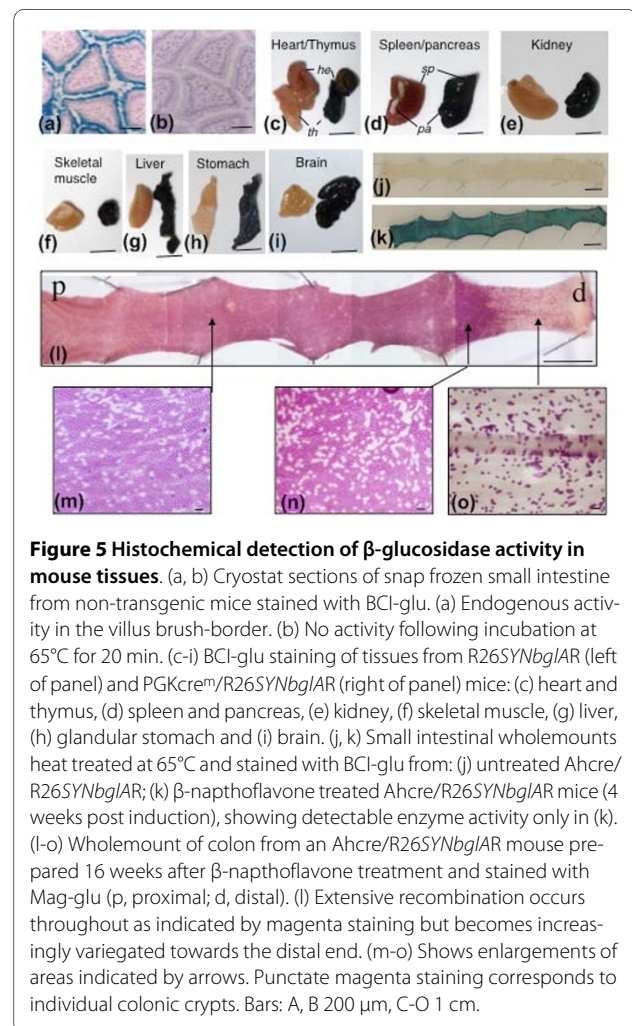 Heart/Thymus Spleen/pancreas Kidney
he sp
(a) (b) (c) th (d) pa (e)
Skeletal
muscle Liver Stomach Brain
(j)
(f) (g) (h) (i) (k)
p d
(l)
(m) (n) (o)
Figure 5 Histochemical detection of β-glucosidase activity in
mouse tissues. (a, b) Cryostat sections of snap frozen small intestine
from non-transgenic mice stained with BCI-glu. (a) Endogenous activ-
ity in the villus brush-border. (b) No activity following incubation at
65°C for 20 min. (c-i) BCI-glu staining of tissues from R26SYNbglAR (left
of panel) and PGKcreᵐ/R26SYNbglAR (right of panel) mice: (c) heart and
thymus, (d) spleen and pancreas, (e) kidney, (f) skeletal muscle, (g) liver,
(h) glandular stomach and (i) brain. (j, k) Small intestinal wholemounts
heat treated at 65°C and stained with BCI-glu from: (j) untreated Ahcre/
R26SYNbglAR; (k) β-napthoflavone treated Ahcre/R26SYNbglAR mice (4
weeks post induction), showing detectable enzyme activity only in (k).
(l-o) Wholemount of colon from an Ahcre/R26SYNbglAR mouse pre-
pared 16 weeks after β-napthoflavone treatment and stained with
Mag-glu (p, proximal; d, distal). (l) Extensive recombination occurs
throughout as indicated by magenta staining but becomes increas-
ingly variegated towards the distal end. (m-o) Shows enlargements of
areas indicated by arrows. Punctate magenta staining corresponds to
individual colonic crypts. Bars: A, B 200 μm, C-O 1 cm.